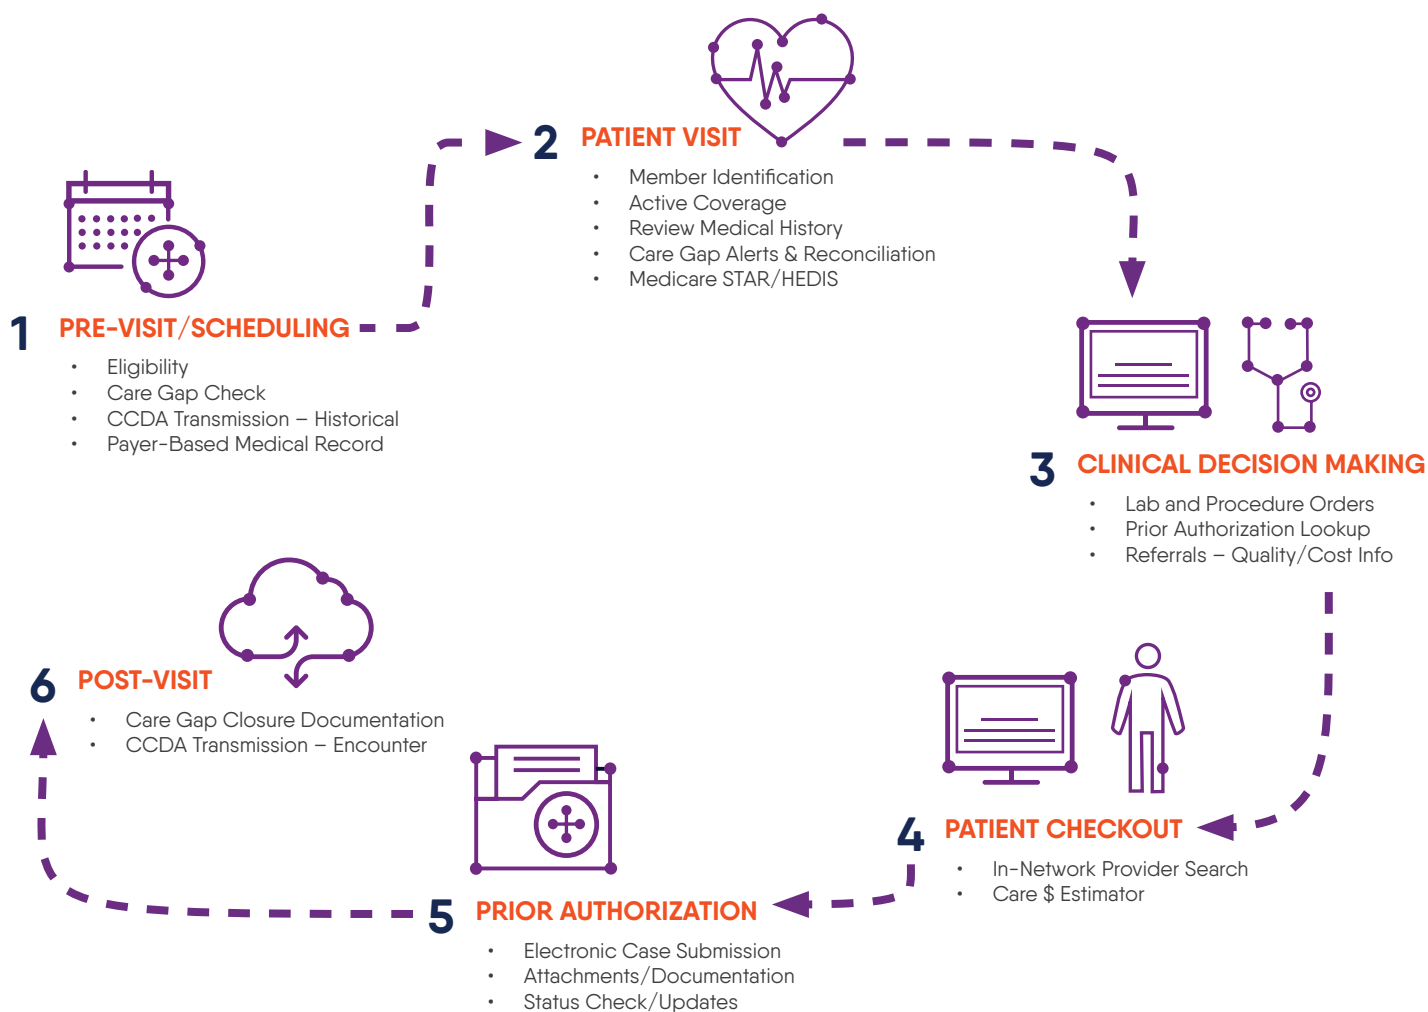 1 PRE-VISIT/SCHEDULING
• Eligibility
• Care Gap Check
• CCDA Transmission – Historical
• Payer-Based Medical Record
2 PATIENT VISIT
• Member Identification
• Active Coverage
• Review Medical History
• Care Gap Alerts & Reconciliation
• Medicare STAR/HEDIS
3 CLINICAL DECISION MAKING
• Lab and Procedure Orders
• Prior Authorization Lookup
• Referrals – Quality/Cost Info
4 PATIENT CHECKOUT
• In-Network Provider Search
• Care $ Estimator
5 PRIOR AUTHORIZATION
• Electronic Case Submission
• Attachments/Documentation
• Status Check/Updates
6 POST-VISIT
• Care Gap Closure Documentation
• CCDA Transmission – Encounter